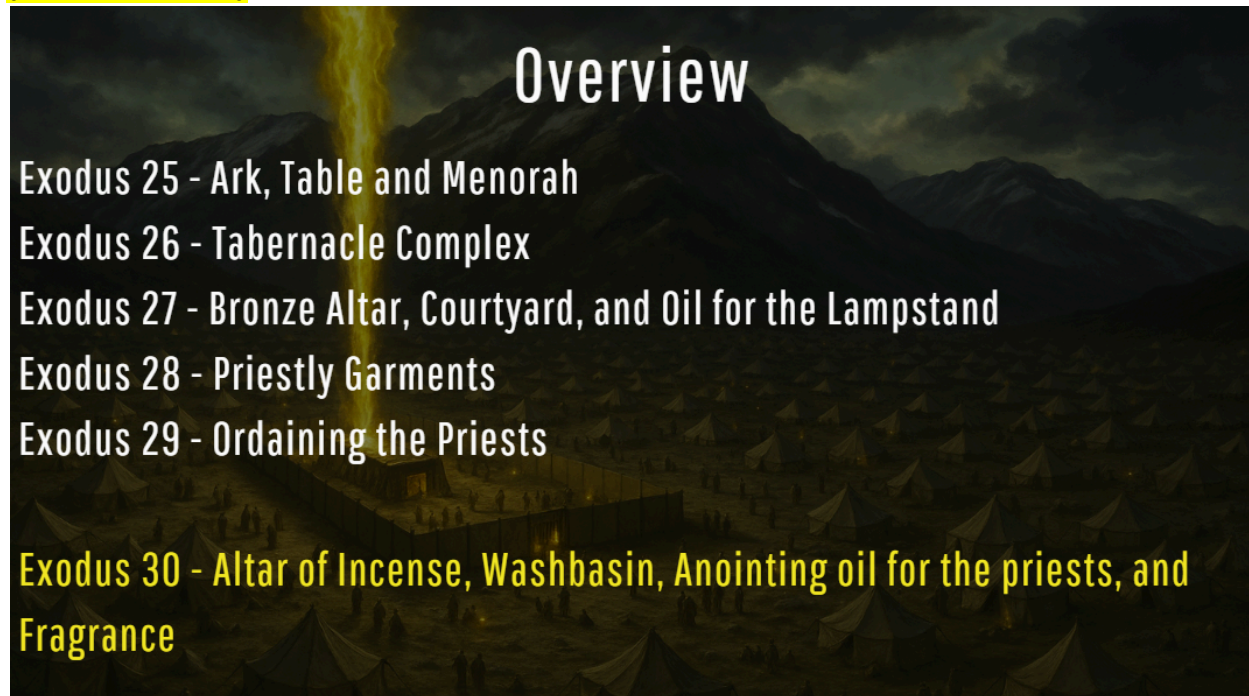 Overview
Exodus 25 - Ark, Table and Menorah
Exodus 26 - Tabernacle Complex
Exodus 27 - Bronze Altar, Courtyard, and Oil for the Lampstand
Exodus 28 - Priestly Garments
Exodus 29 - Ordaining the Priests
Exodus 30 - Altar of Incense, Washbasin, Anointing oil for the priests, and
Fragrance